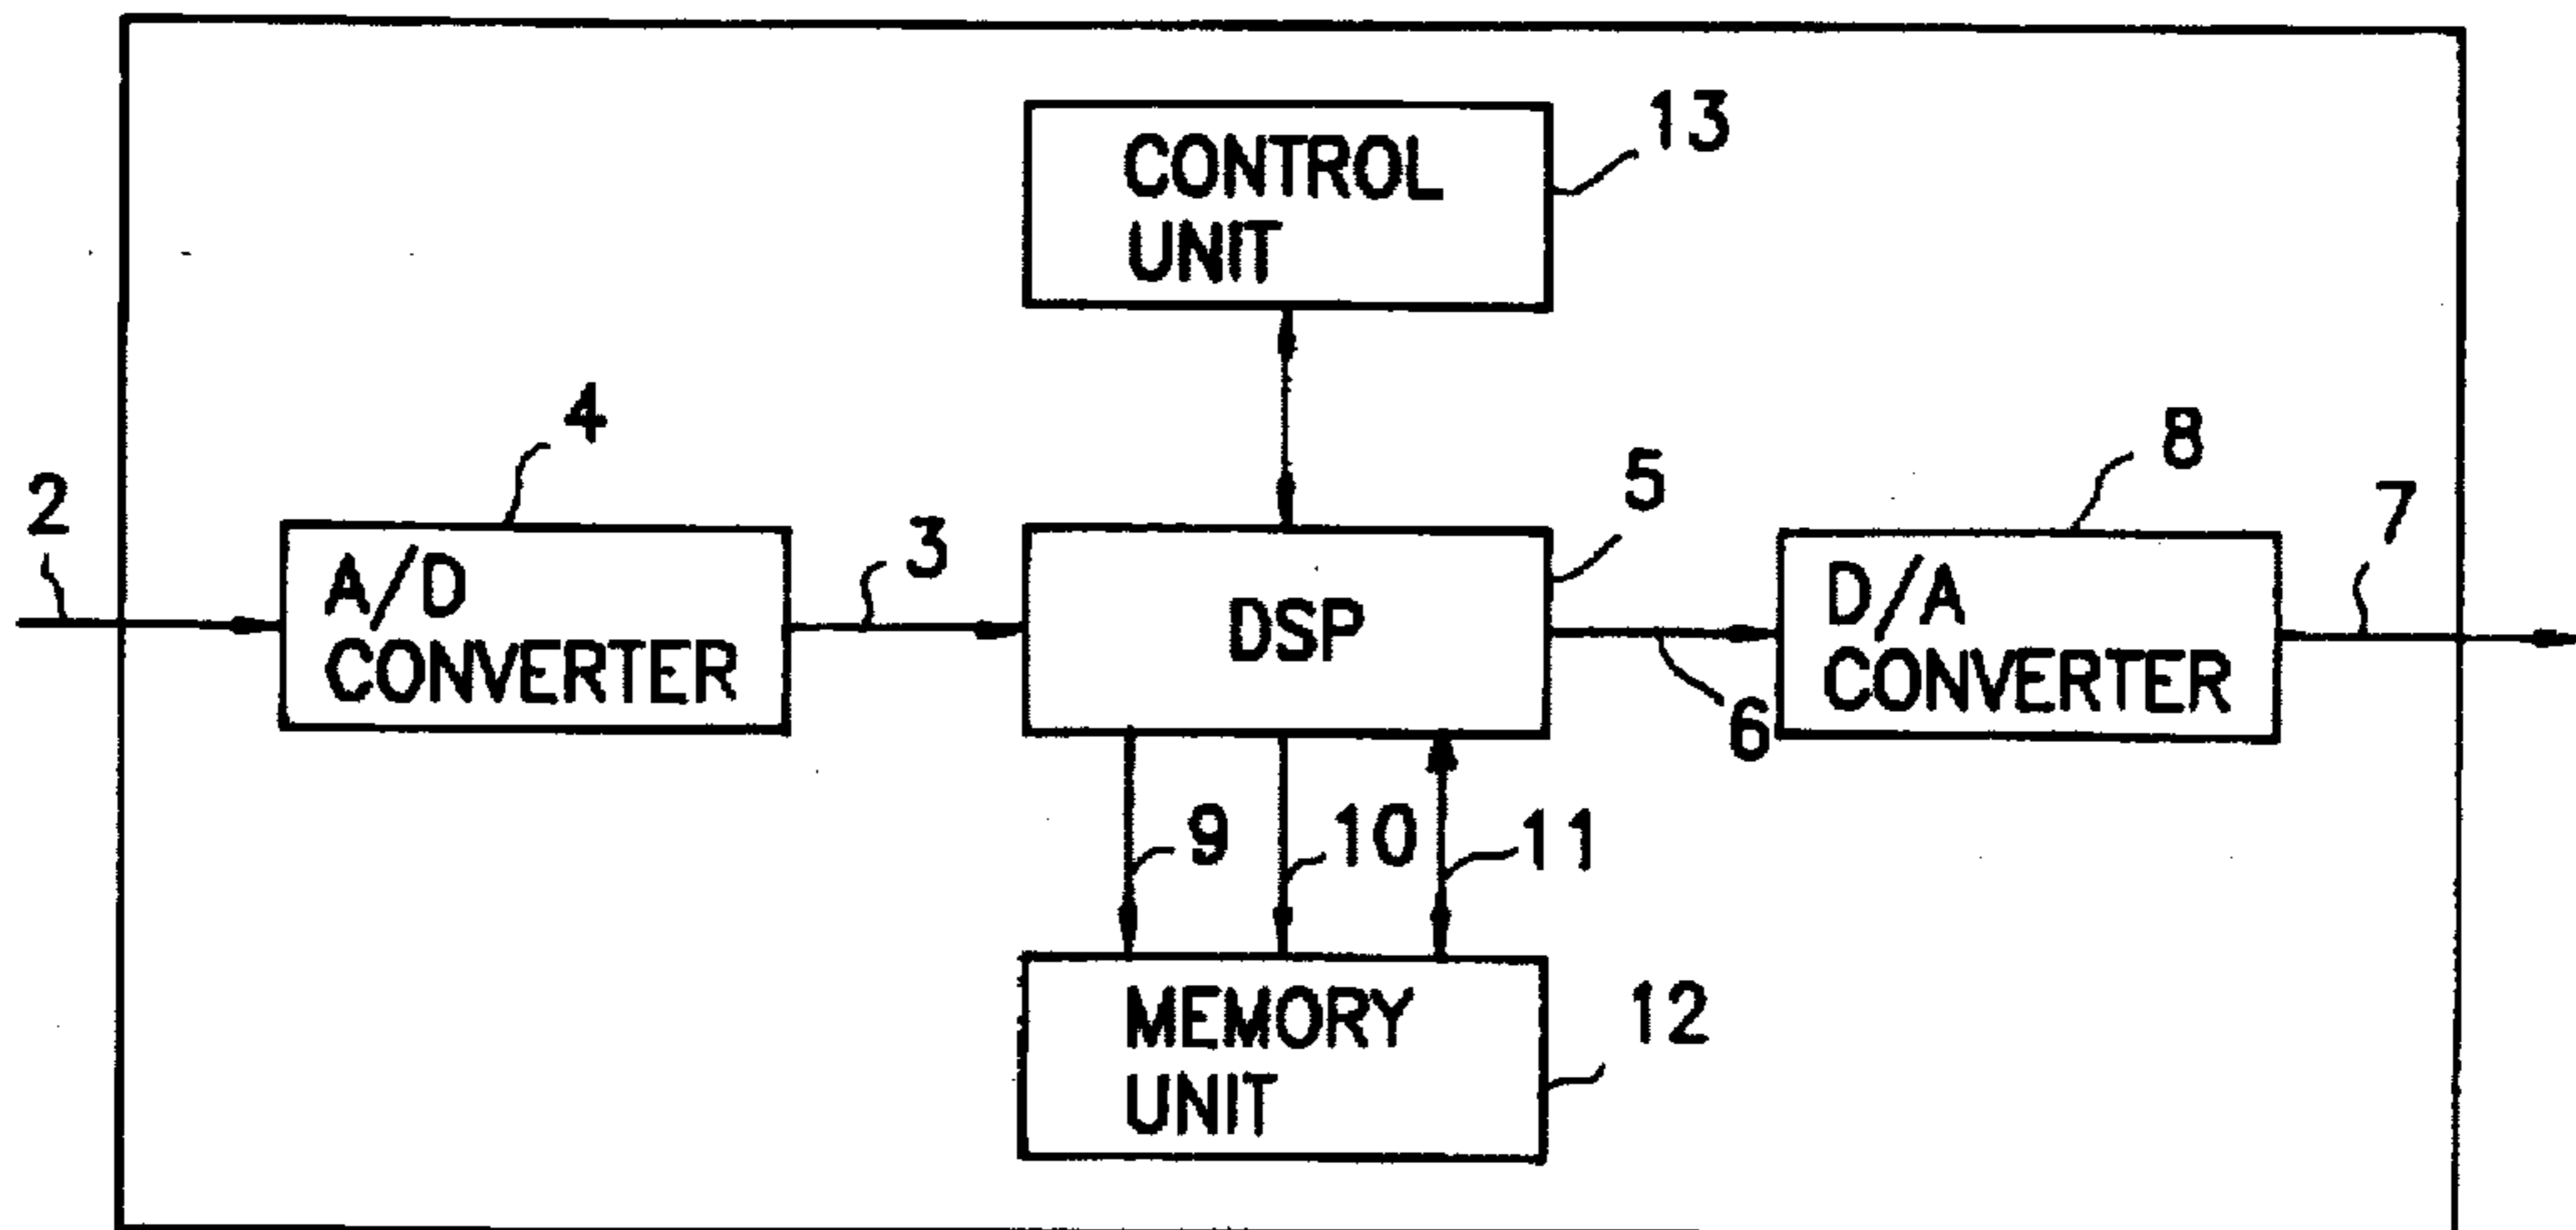 CONTROL
UNIT
13
4
8
2
A/D
CONVERTER
3
DSP
5
6
D/A
CONVERTER
7
9
10
11
MEMORY
UNIT
12